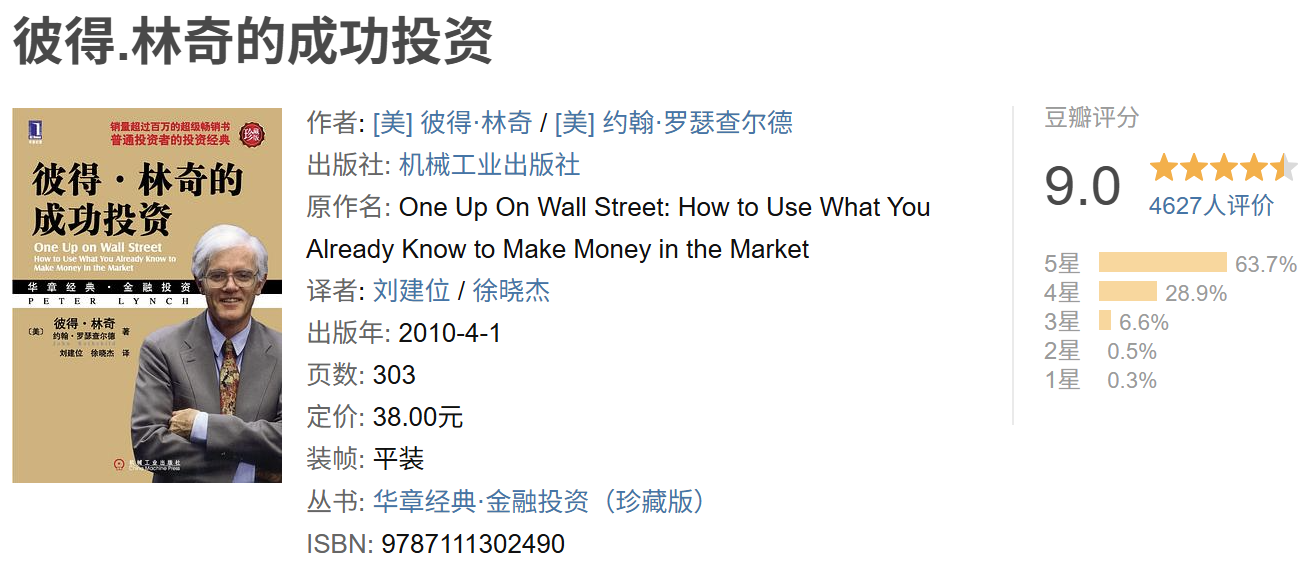 彼得.林奇的成功投资
销量超过百万的超级畅销书
普通投资者的投资经典
珍藏版
彼得·林奇的
成功投资
One Up on Wall Street
How to Use What You Already Know to
Make Money in the Market
华章经典·金融投资
PETER LYNCH
〔美〕 彼得·林奇 著
约翰·罗瑟查尔德
刘建位 徐晓杰 译
机械工业出版社
China Machine Press
作者: [美] 彼得·林奇 / [美] 约翰·罗瑟查尔德
出版社: 机械工业出版社
原作名: One Up On Wall Street: How to Use What You
Already Know to Make Money in the Market
译者: 刘建位 / 徐晓杰
出版年: 2010-4-1
页数: 303
定价: 38.00元
装帧: 平装
丛书: 华章经典·金融投资（珍藏版）
ISBN: 9787111302490
豆瓣评分
9.0
4627人评价
5星 63.7%
4星 28.9%
3星 6.6%
2星 0.5%
1星 0.3%